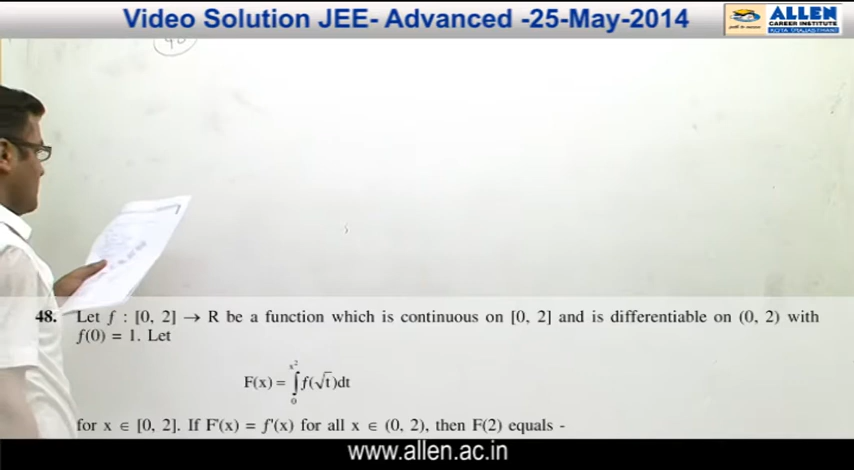 Video Solution JEE- Advanced -25-May-2014
ALLEN
CAREER INSTITUTE
KOTA (RAJASTHAN)
48. Let f : [0, 2] → R be a function which is continuous on [0, 2] and is differentiable on (0, 2) with
f(0) = 1. Let
F(x) = ∫₀^{x²} f(√t)dt
for x ∈ [0, 2]. If F'(x) = f'(x) for all x ∈ (0, 2), then F(2) equals -
www.allen.ac.in